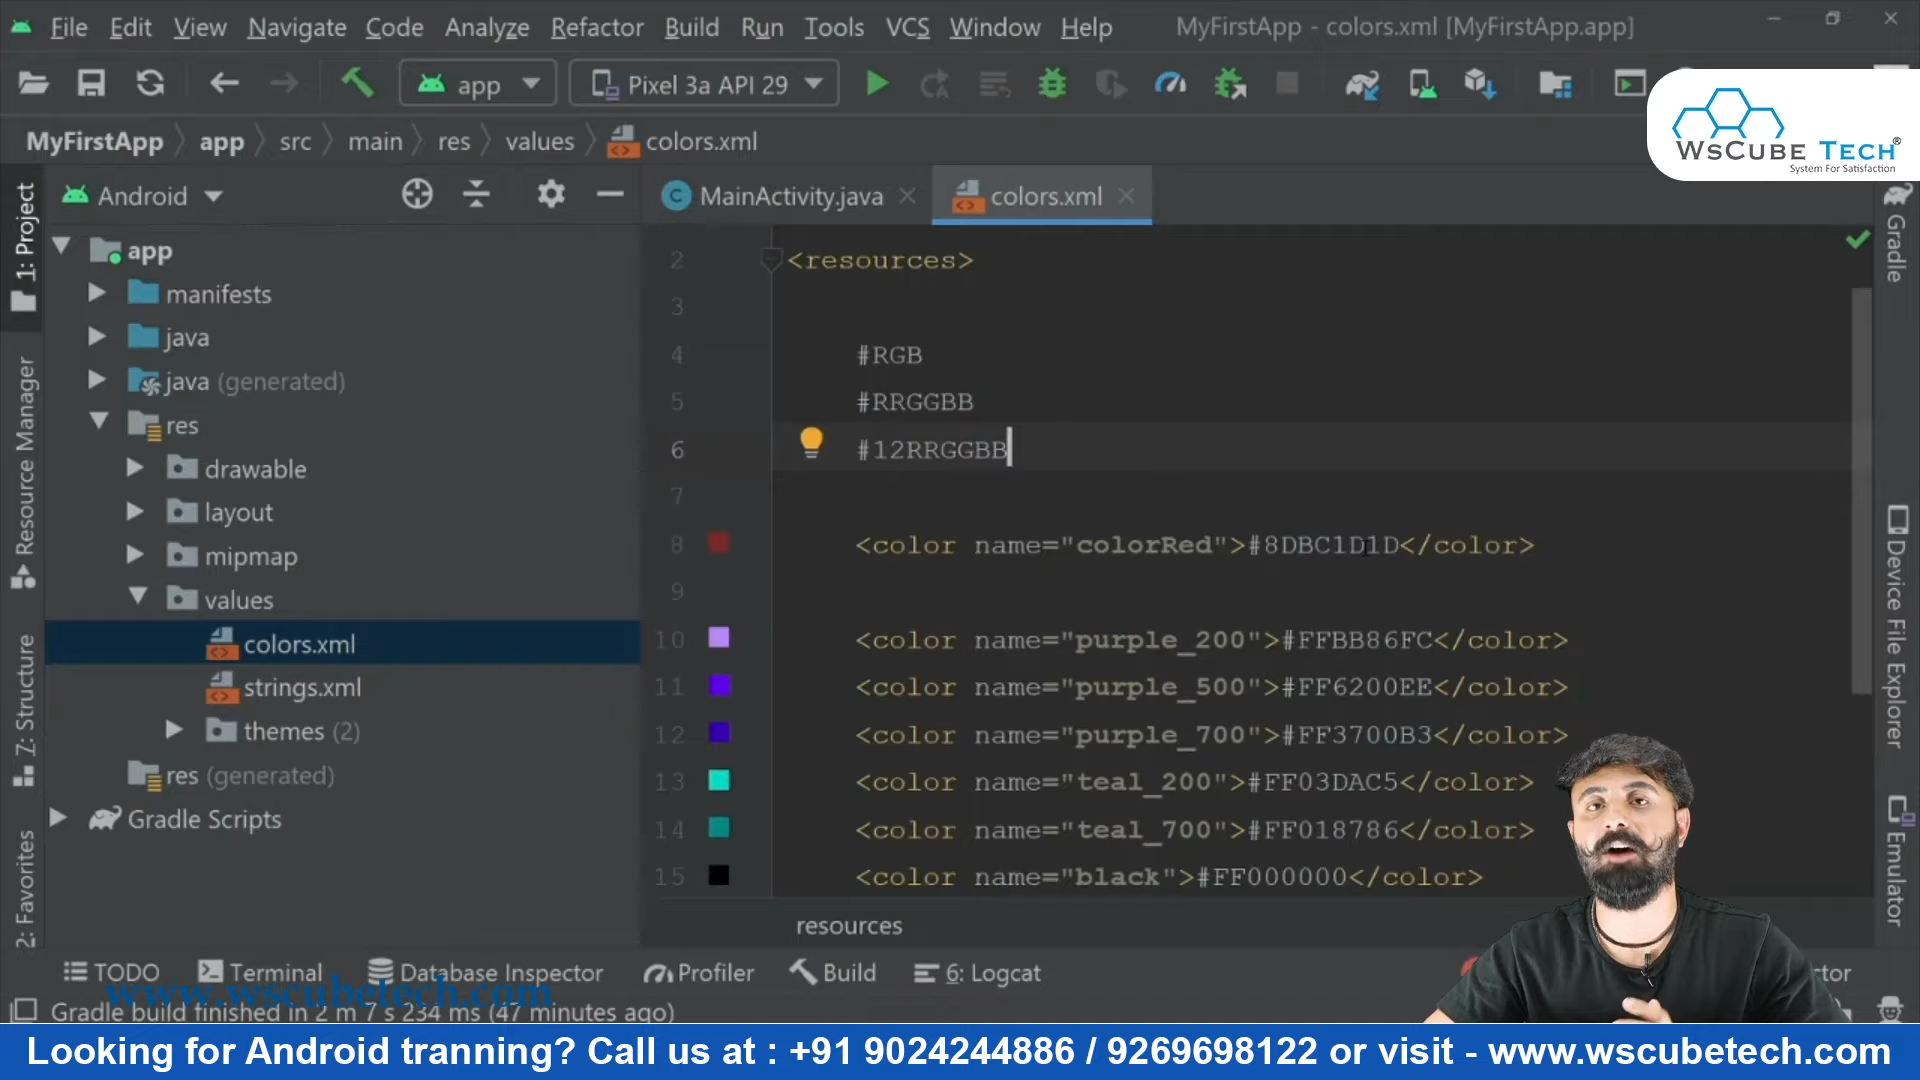 File Edit View Navigate Code Analyze Refactor Build Run Tools VCS Window Help MyFirstApp - colors.xml [MyFirstApp.app]
app Pixel 3a API 29
WsCube Tech®
System For Satisfaction
MyFirstApp app src main res values colors.xml
1: Project
Resource Manager
7: Structure
2: Favorites
Android
app
manifests
java
java (generated)
res
drawable
layout
mipmap
values
colors.xml
strings.xml
themes (2)
res (generated)
Gradle Scripts
MainActivity.java colors.xml
2 <resources>
3
4 #RGB
5 #RRGGBB
6 #12RRGGBB
7
8 <color name="colorRed">#8DBC1D1D</color>
9
10 <color name="purple_200">#FFBB86FC</color>
11 <color name="purple_500">#FF6200EE</color>
12 <color name="purple_700">#FF3700B3</color>
13 <color name="teal_200">#FF03DAC5</color>
14 <color name="teal_700">#FF018786</color>
15 <color name="black">#FF000000</color>
resources
Gradle
Device File Explorer
Emulator
TODO Terminal Database Inspector Profiler Build 6: Logcat
www.wscubetech.com
Gradle build finished in 2 m 7 s 234 ms (47 minutes ago)
Looking for Android tranning? Call us at : +91 9024244886 / 9269698122 or visit - www.wscubetech.com